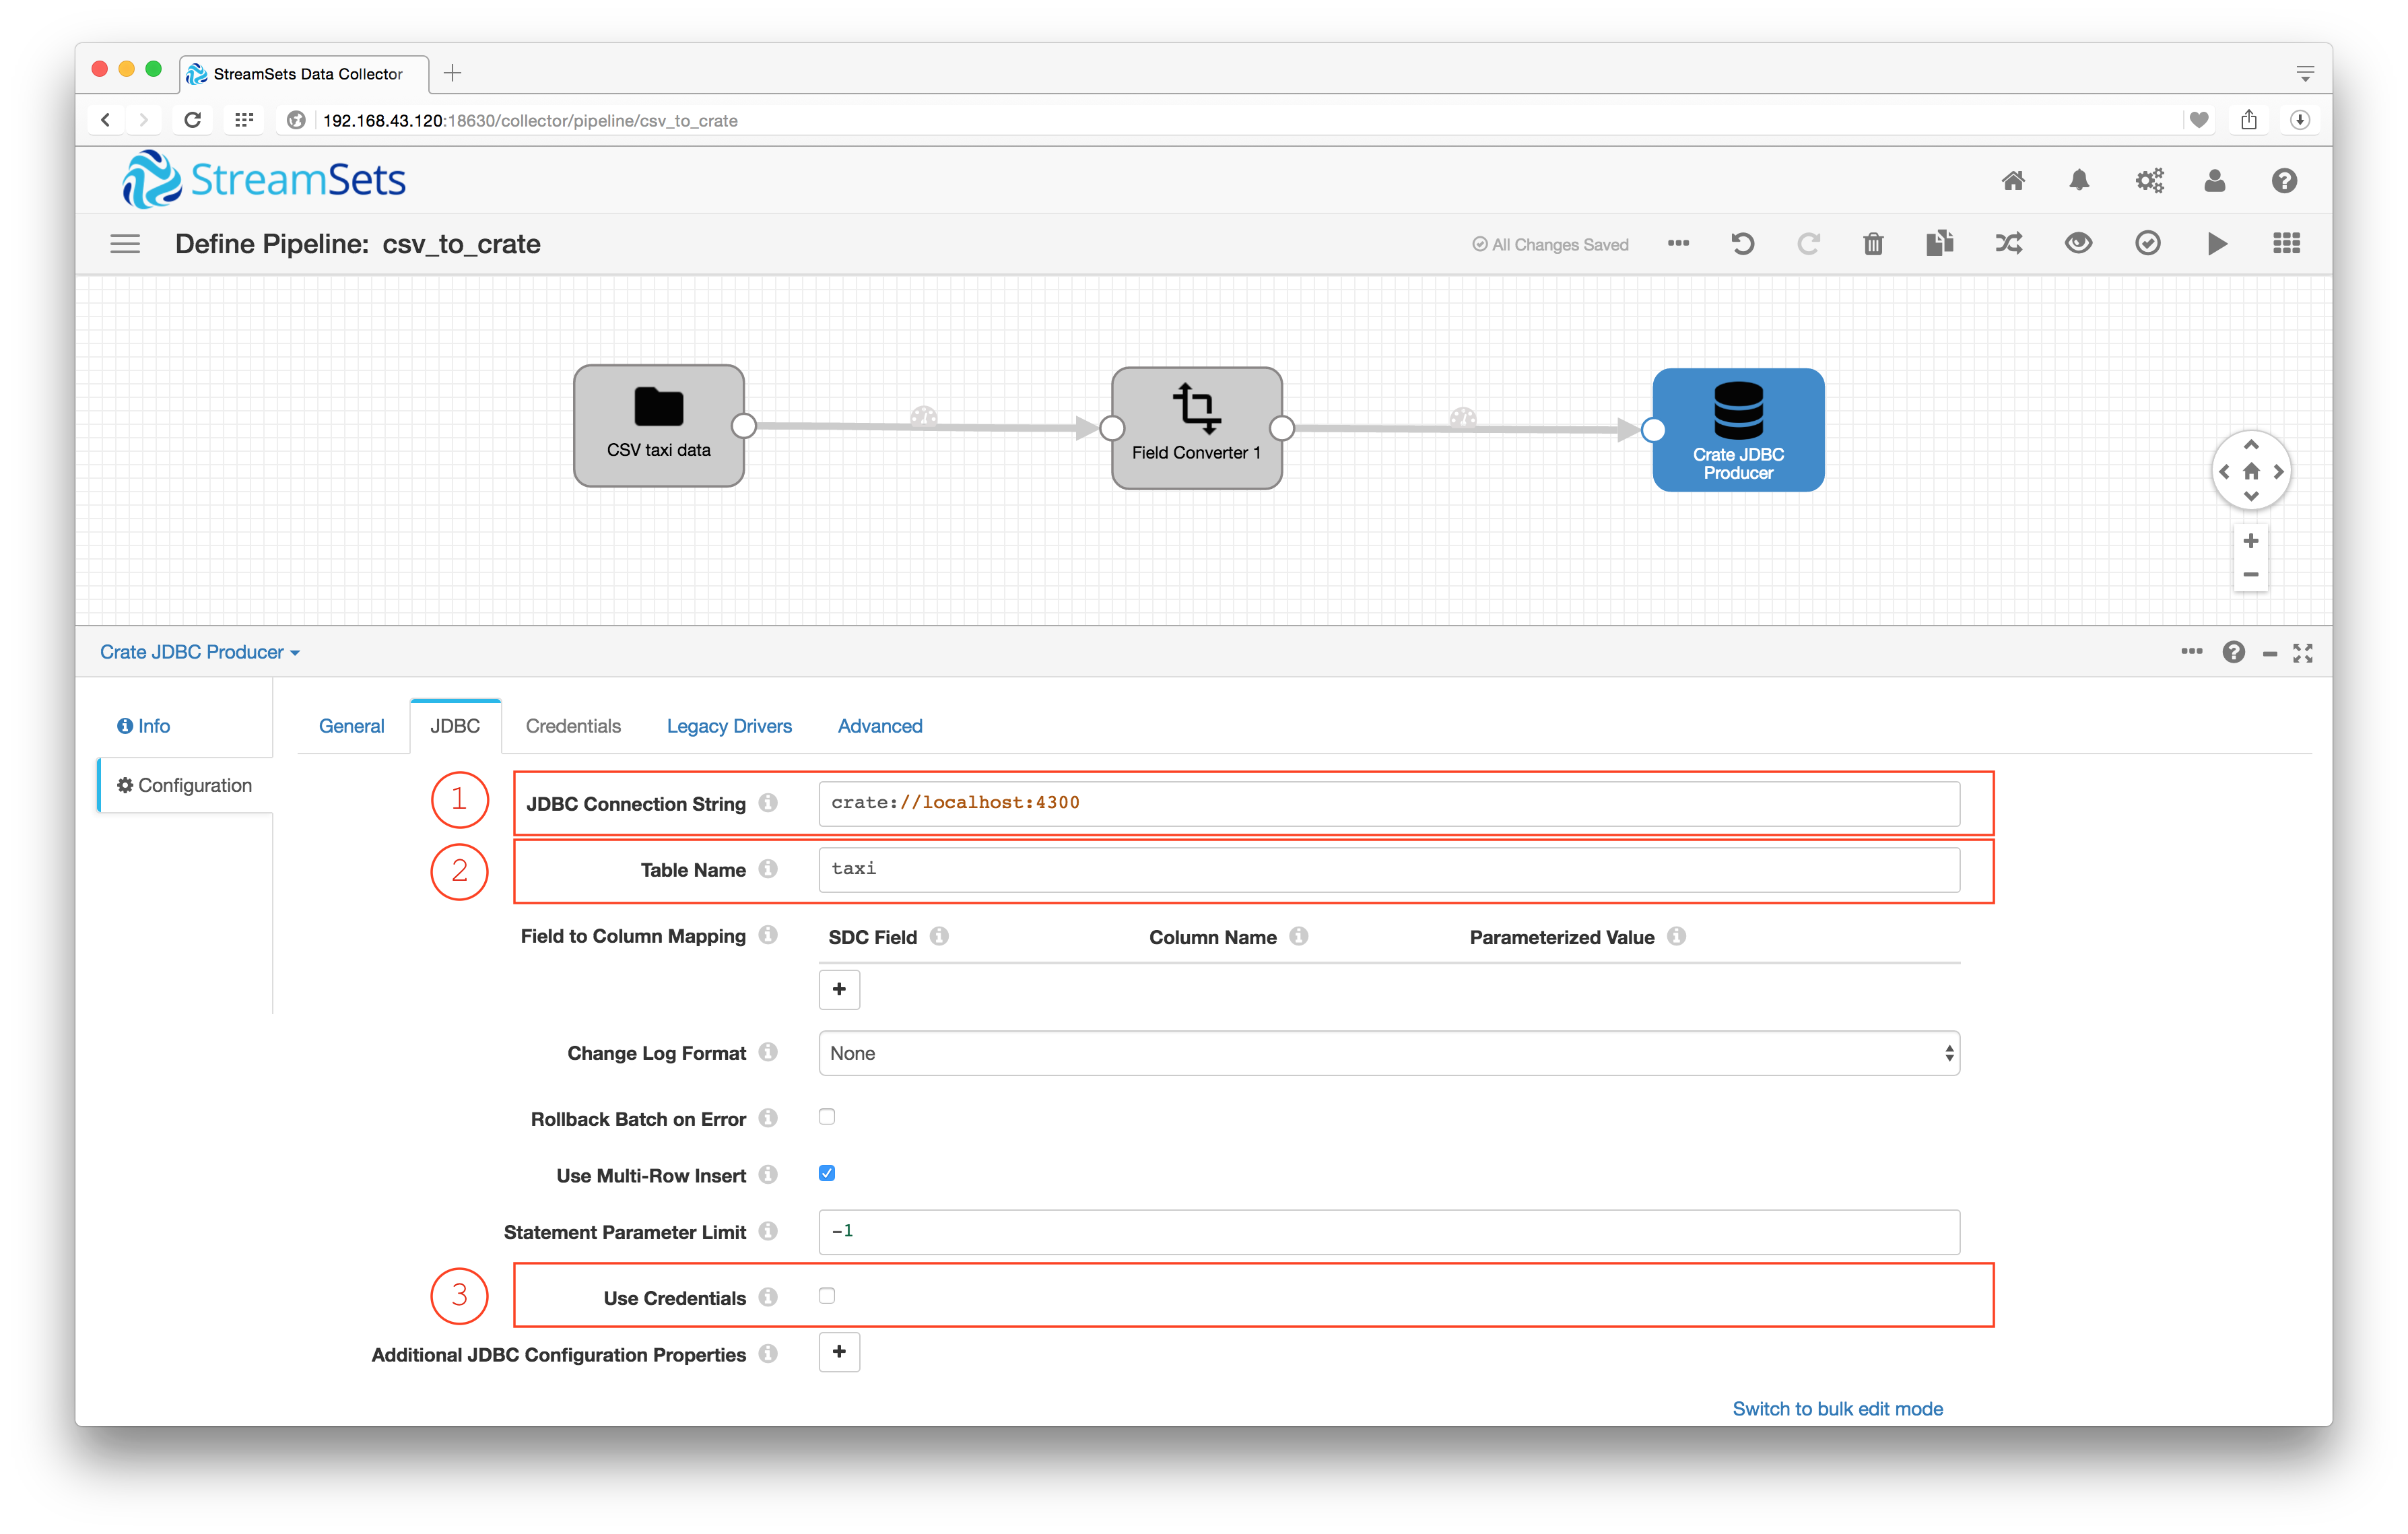 StreamSets Data Collector
192.168.43.120:18630/collector/pipeline/csv_to_crate
StreamSets
Define Pipeline: csv_to_crate
All Changes Saved
CSV taxi data
Field Converter 1
Crate JDBC
Producer
Crate JDBC Producer
Info
General
JDBC
Credentials
Legacy Drivers
Advanced
Configuration
1
JDBC Connection String
crate://localhost:4300
2
Table Name
taxi
Field to Column Mapping
SDC Field
Column Name
Parameterized Value
Change Log Format
None
Rollback Batch on Error
Use Multi-Row Insert
Statement Parameter Limit
-1
3
Use Credentials
Additional JDBC Configuration Properties
Switch to bulk edit mode